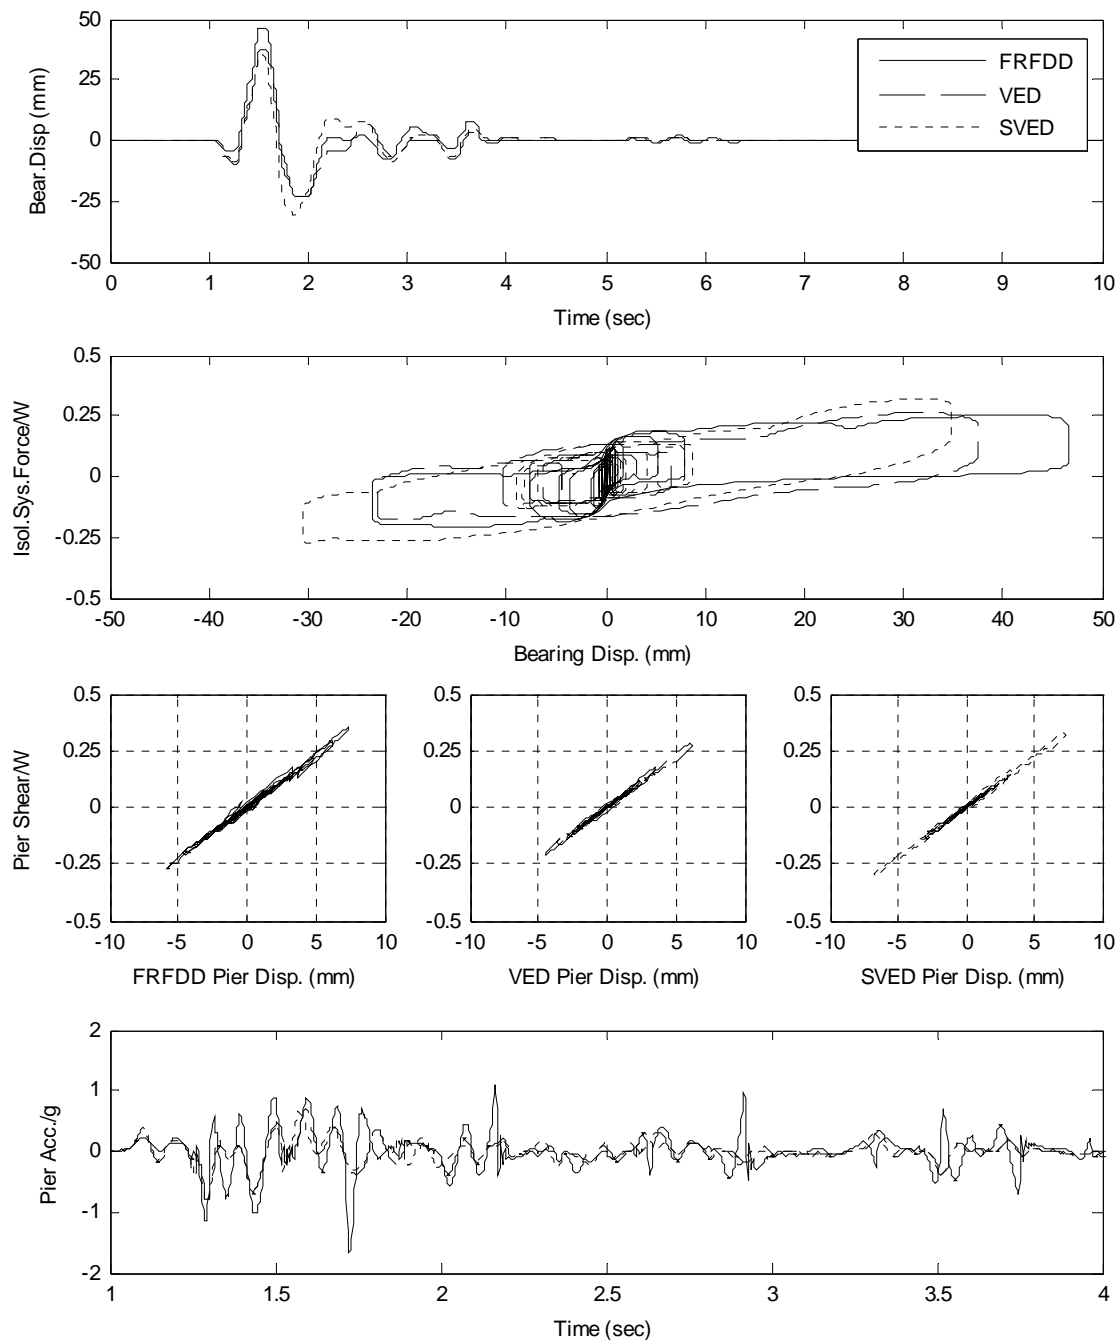 50
25
0
-25
-50
Bear.Disp (mm)
FRFDD
VED
SVED
0 1 2 3 4 5 6 7 8 9 10
Time (sec)
0.5
0.25
0
-0.25
-0.5
Isol.Sys.Force/W
-50 -40 -30 -20 -10 0 10 20 30 40 50
Bearing Disp. (mm)
0.5
0.25
0
-0.25
-0.5
Pier Shear/W
-10 -5 0 5 10
FRFDD Pier Disp. (mm)
0.5
0.25
0
-0.25
-0.5
-10 -5 0 5 10
VED Pier Disp. (mm)
0.5
0.25
0
-0.25
-0.5
-10 -5 0 5 10
SVED Pier Disp. (mm)
2
1
0
-1
-2
Pier Acc./g
1 1.5 2 2.5 3 3.5 4
Time (sec)